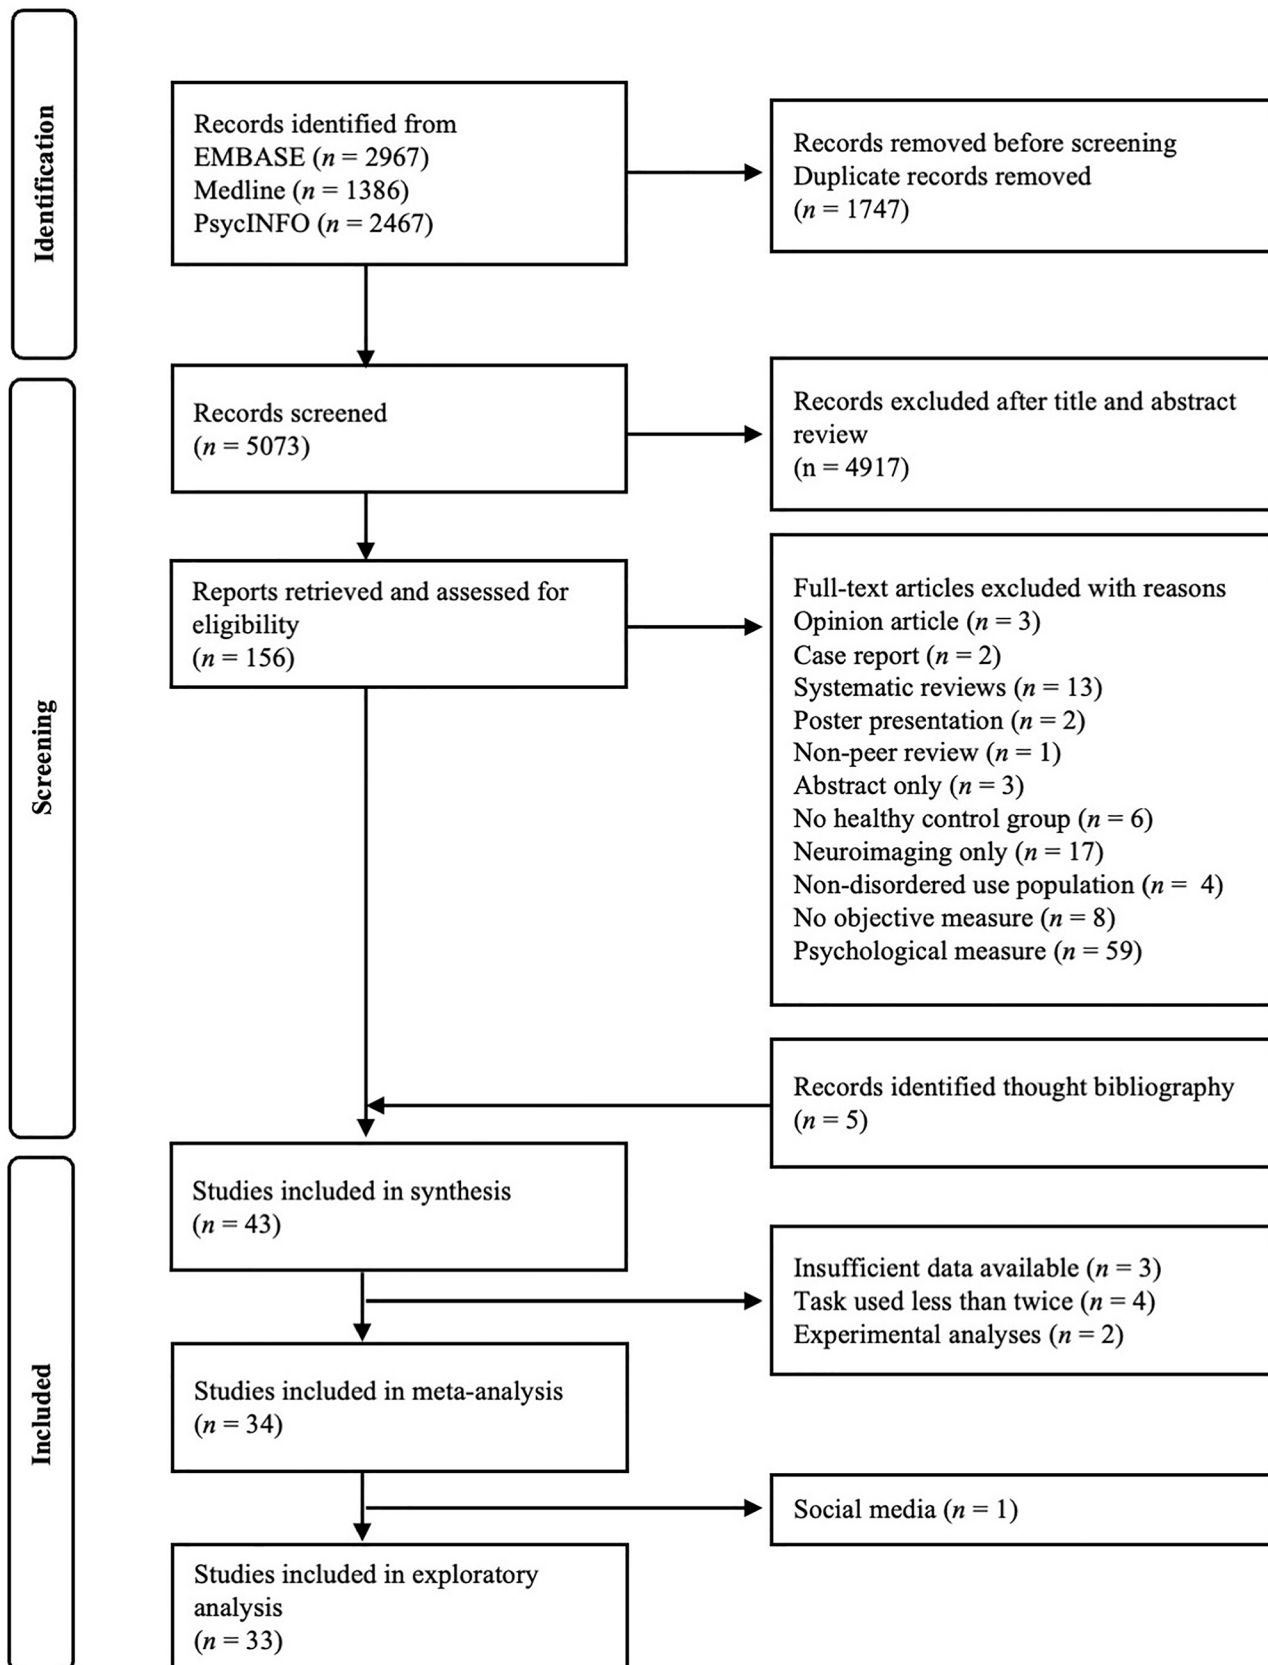 Identification
Records identified from
EMBASE (n = 2967)
Medline (n = 1386)
PsycINFO (n = 2467)
Records removed before screening
Duplicate records removed
(n = 1747)
Screening
Records screened
(n = 5073)
Records excluded after title and abstract
review
(n = 4917)
Reports retrieved and assessed for
eligibility
(n = 156)
Full-text articles excluded with reasons
Opinion article (n = 3)
Case report (n = 2)
Systematic reviews (n = 13)
Poster presentation (n = 2)
Non-peer review (n = 1)
Abstract only (n = 3)
No healthy control group (n = 6)
Neuroimaging only (n = 17)
Non-disordered use population (n =  4)
No objective measure (n = 8)
Psychological measure (n = 59)
Records identified thought bibliography
(n = 5)
Included
Studies included in synthesis
(n = 43)
Insufficient data available (n = 3)
Task used less than twice (n = 4)
Experimental analyses (n = 2)
Studies included in meta-analysis
(n = 34)
Social media (n = 1)
Studies included in exploratory
analysis
(n = 33)